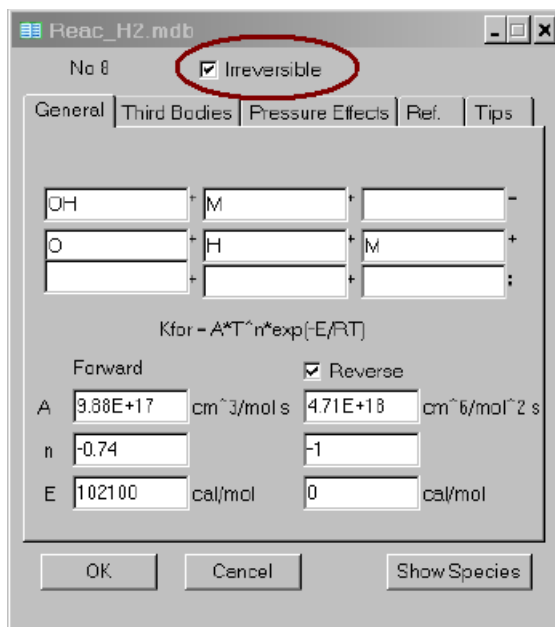 Reac_H2.mdb
No 8 Irreversible
General Third Bodies Pressure Effects Ref. Tips
OH + M + =
O + H + M +
+ + :
Kfor = A*T^n*exp(-E/RT)
Forward Reverse
A 9.88E+17 cm^3/mol s 4.71E+18 cm^6/mol^2 s
n -0.74 -1
E 102100 cal/mol 0 cal/mol
OK Cancel Show Species